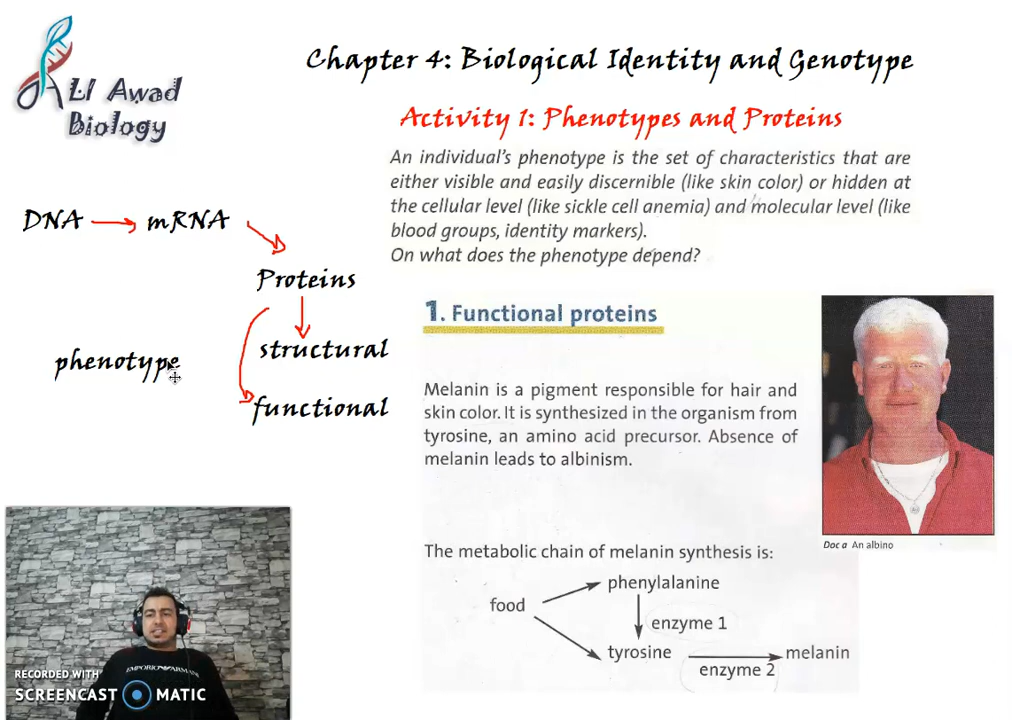 ALI Awad
Biology
Chapter 4: Biological Identity and Genotype
Activity 1: Phenotypes and Proteins
An individual's phenotype is the set of characteristics that are
either visible and easily discernible (like skin color) or hidden at
the cellular level (like sickle cell anemia) and molecular level (like
blood groups, identity markers).
On what does the phenotype depend?
DNA mRNA
Proteins
structural
phenotype
functional
1. Functional proteins
Melanin is a pigment responsible for hair and
skin color. It is synthesized in the organism from
tyrosine, an amino acid precursor. Absence of
melanin leads to albinism.
Doc a An albino
The metabolic chain of melanin synthesis is:
phenylalanine
food
enzyme 1
tyrosine melanin
enzyme 2
EMPORIO ARMANI
RECORDED WITH
SCREENCAST MATIC